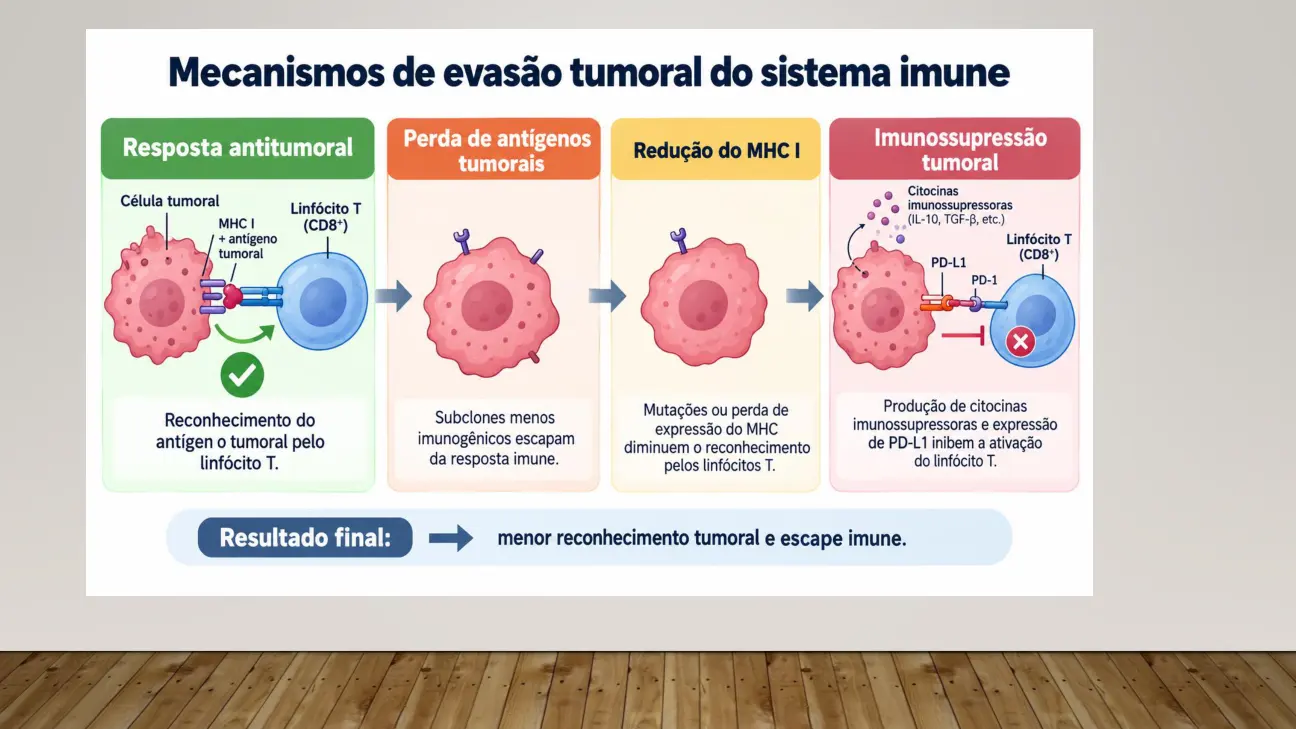 Mecanismos de evasão tumoral do sistema imune
Resposta antitumoral
Célula tumoral
MHC I
+ antígeno
tumoral
Linfócito T
(CD8⁺)
Reconhecimento do
antígen o tumoral pelo
linfócito T.
Perda de antígenos
tumorais
Subclones menos
imunogênicos escapam
da resposta imune.
Redução do MHC I
Mutações ou perda de
expressão do MHC
diminuem o reconhecimento
pelos linfócitos T.
Imunossupressão
tumoral
Citocinas
imunossupressoras
(IL-10, TGF-β, etc.)
Linfócito T
(CD8⁺)
PD-L1
PD-1
Produção de citocinas
imunossupressoras e expressão
de PD-L1 inibem a ativação
do linfócito T.
Resultado final:
menor reconhecimento tumoral e escape imune.